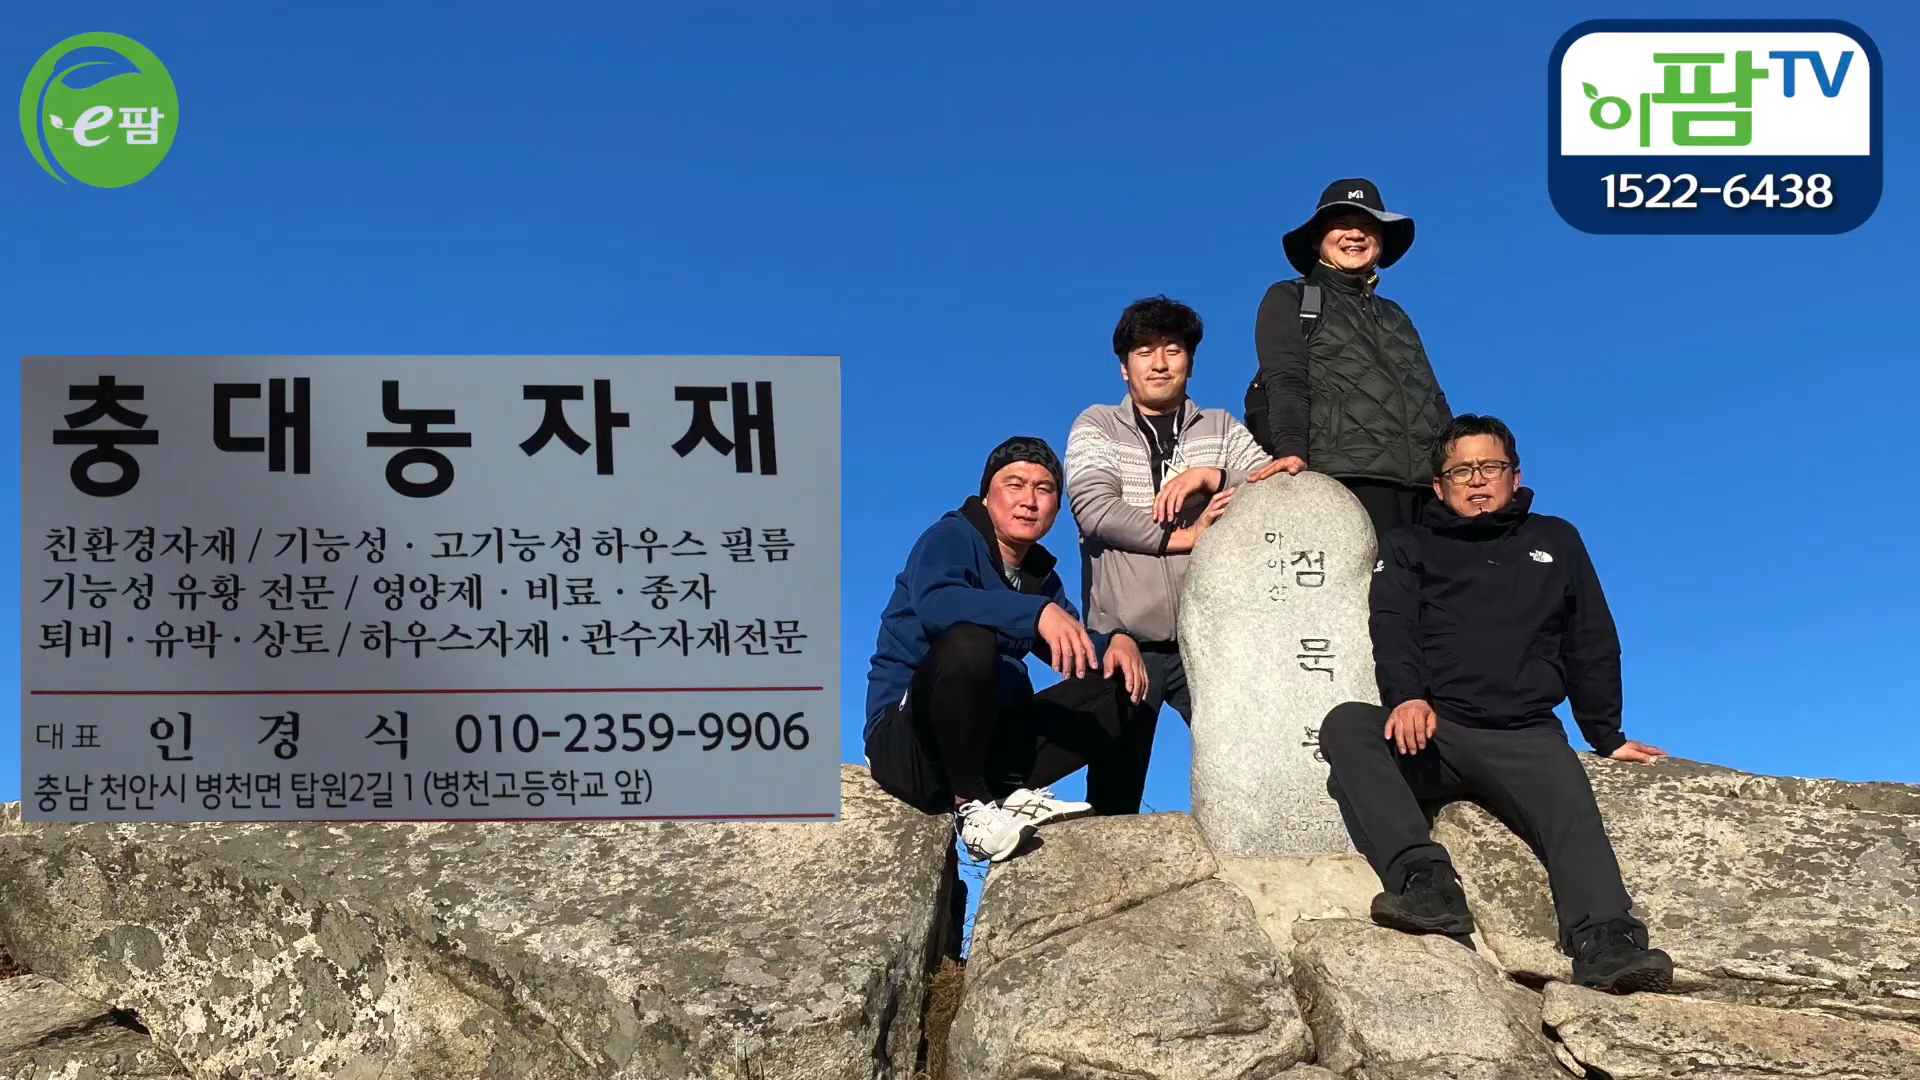 e팜
이팜TV
1522-6438
충대농자재
친환경자재 / 기능성 · 고기능성하우스 필름
기능성 유황 전문 / 영양제 · 비료 · 종자
퇴비 · 유박 · 상토 / 하우스자재 · 관수자재전문
대표 인경식 010-2359-9906
충남 천안시 병천면 탑원2길 1 (병천고등학교 앞)
마야산
점묵